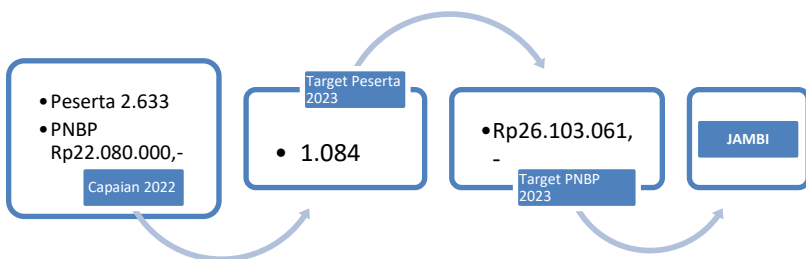 • Peserta 2.633
• PNBP
Rp22.080.000,-
Capaian 2022
Target Peserta
2023
• 1.084
• Rp26.103.061,
-
Target PNBP
2023
JAMBI